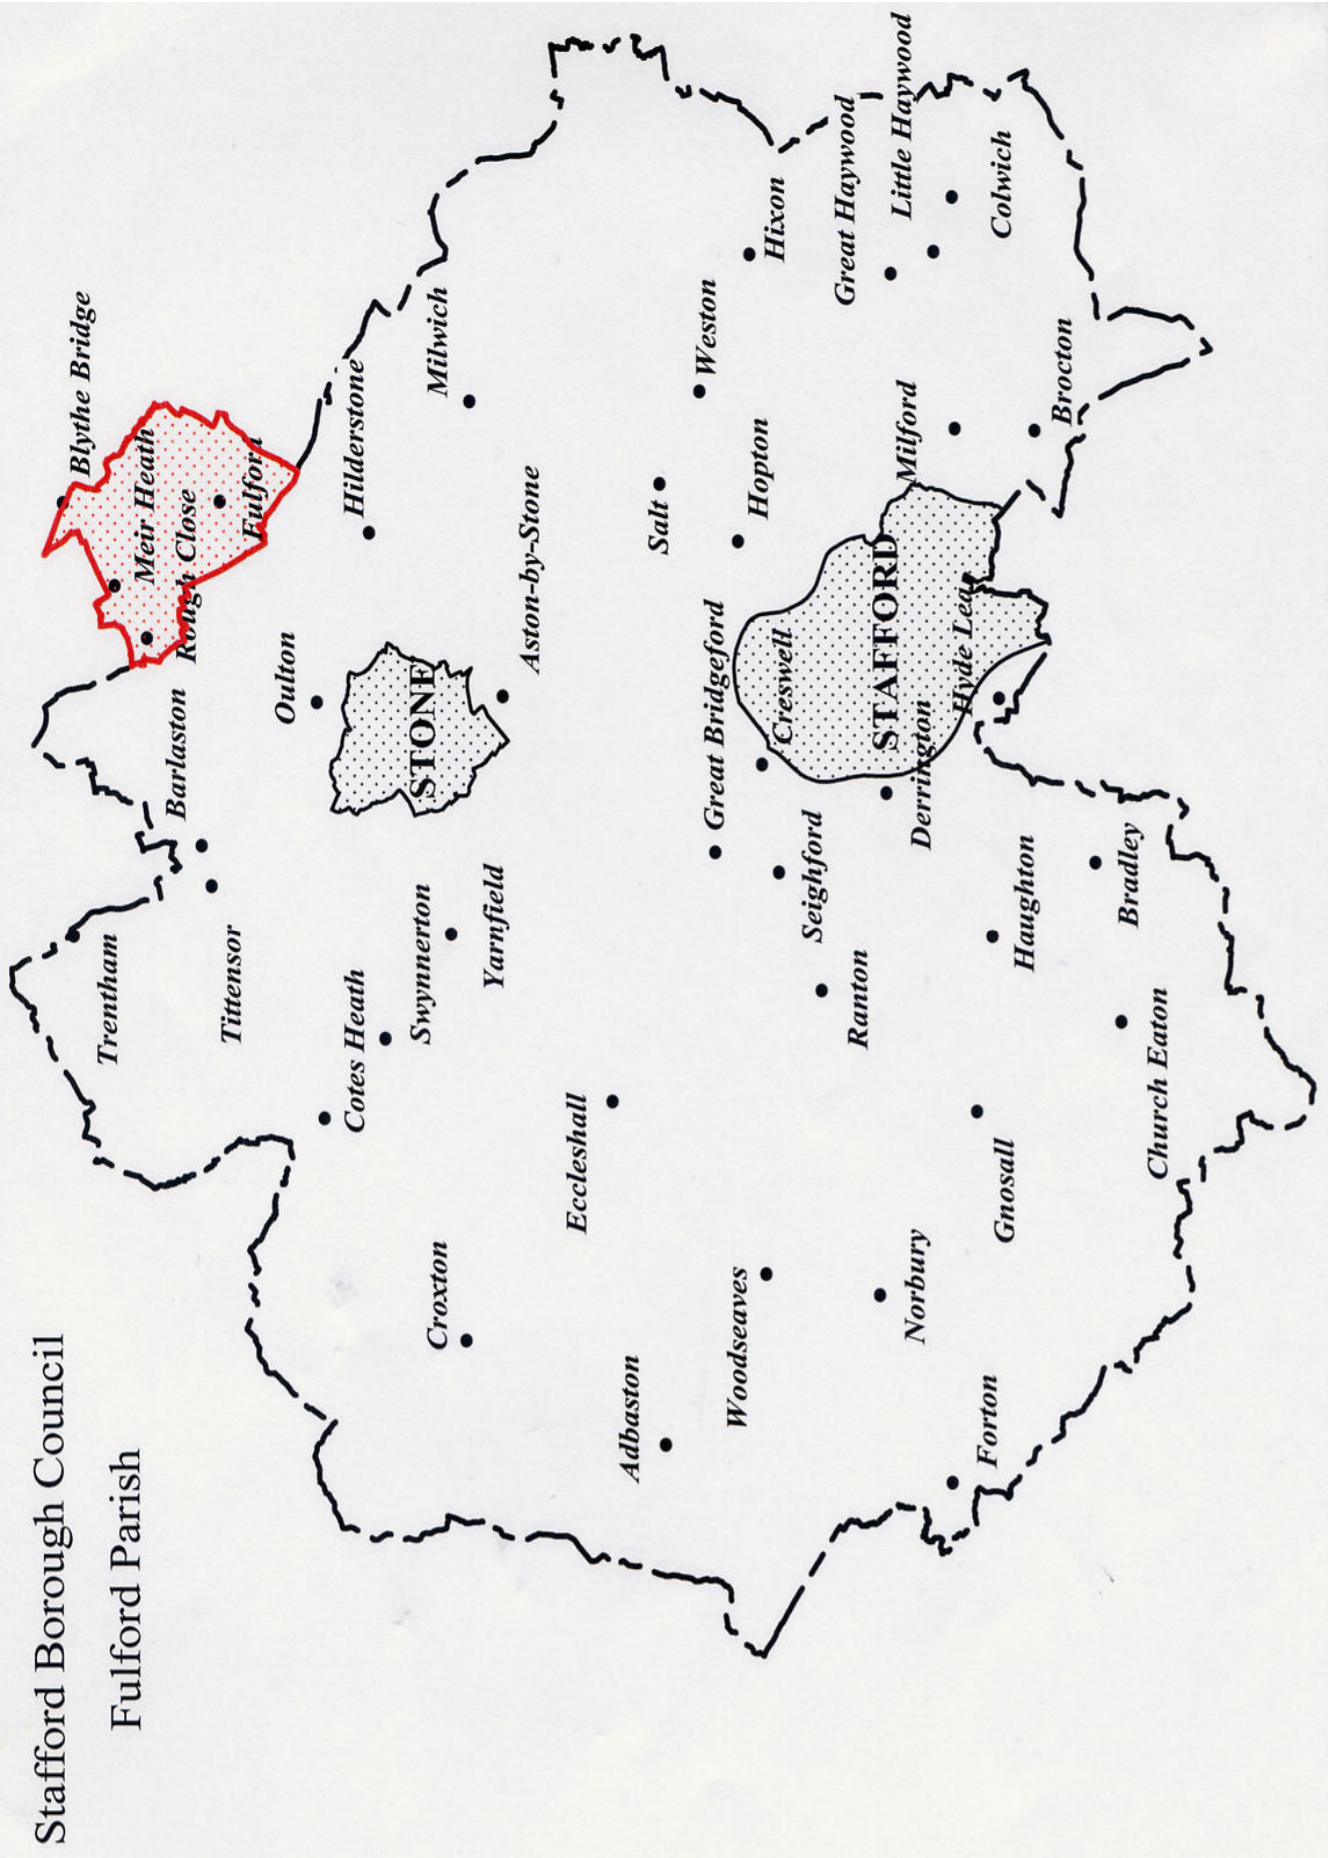 Stafford Borough Council
Fulford Parish
Blythe Bridge
Meir Heath
Rough Close
Fulford
Trentham
Barlaston
Tittensor
Oulton
Hilderstone
Milwich
Cotes Heath
Swynnerton
STONE
Yarnfield
Aston-by-Stone
Croxton
Eccleshall
Adbaston
Salt
Weston
Hixon
Hopton
Great Bridgeford
Woodseaves
Creswell
Seighford
Great Haywood
Little Haywood
Ranton
STAFFORD
Milford
Derrington
Norbury
Hyde Lea
Colwich
Forton
Gnosall
Haughton
Brocton
Bradley
Church Eaton